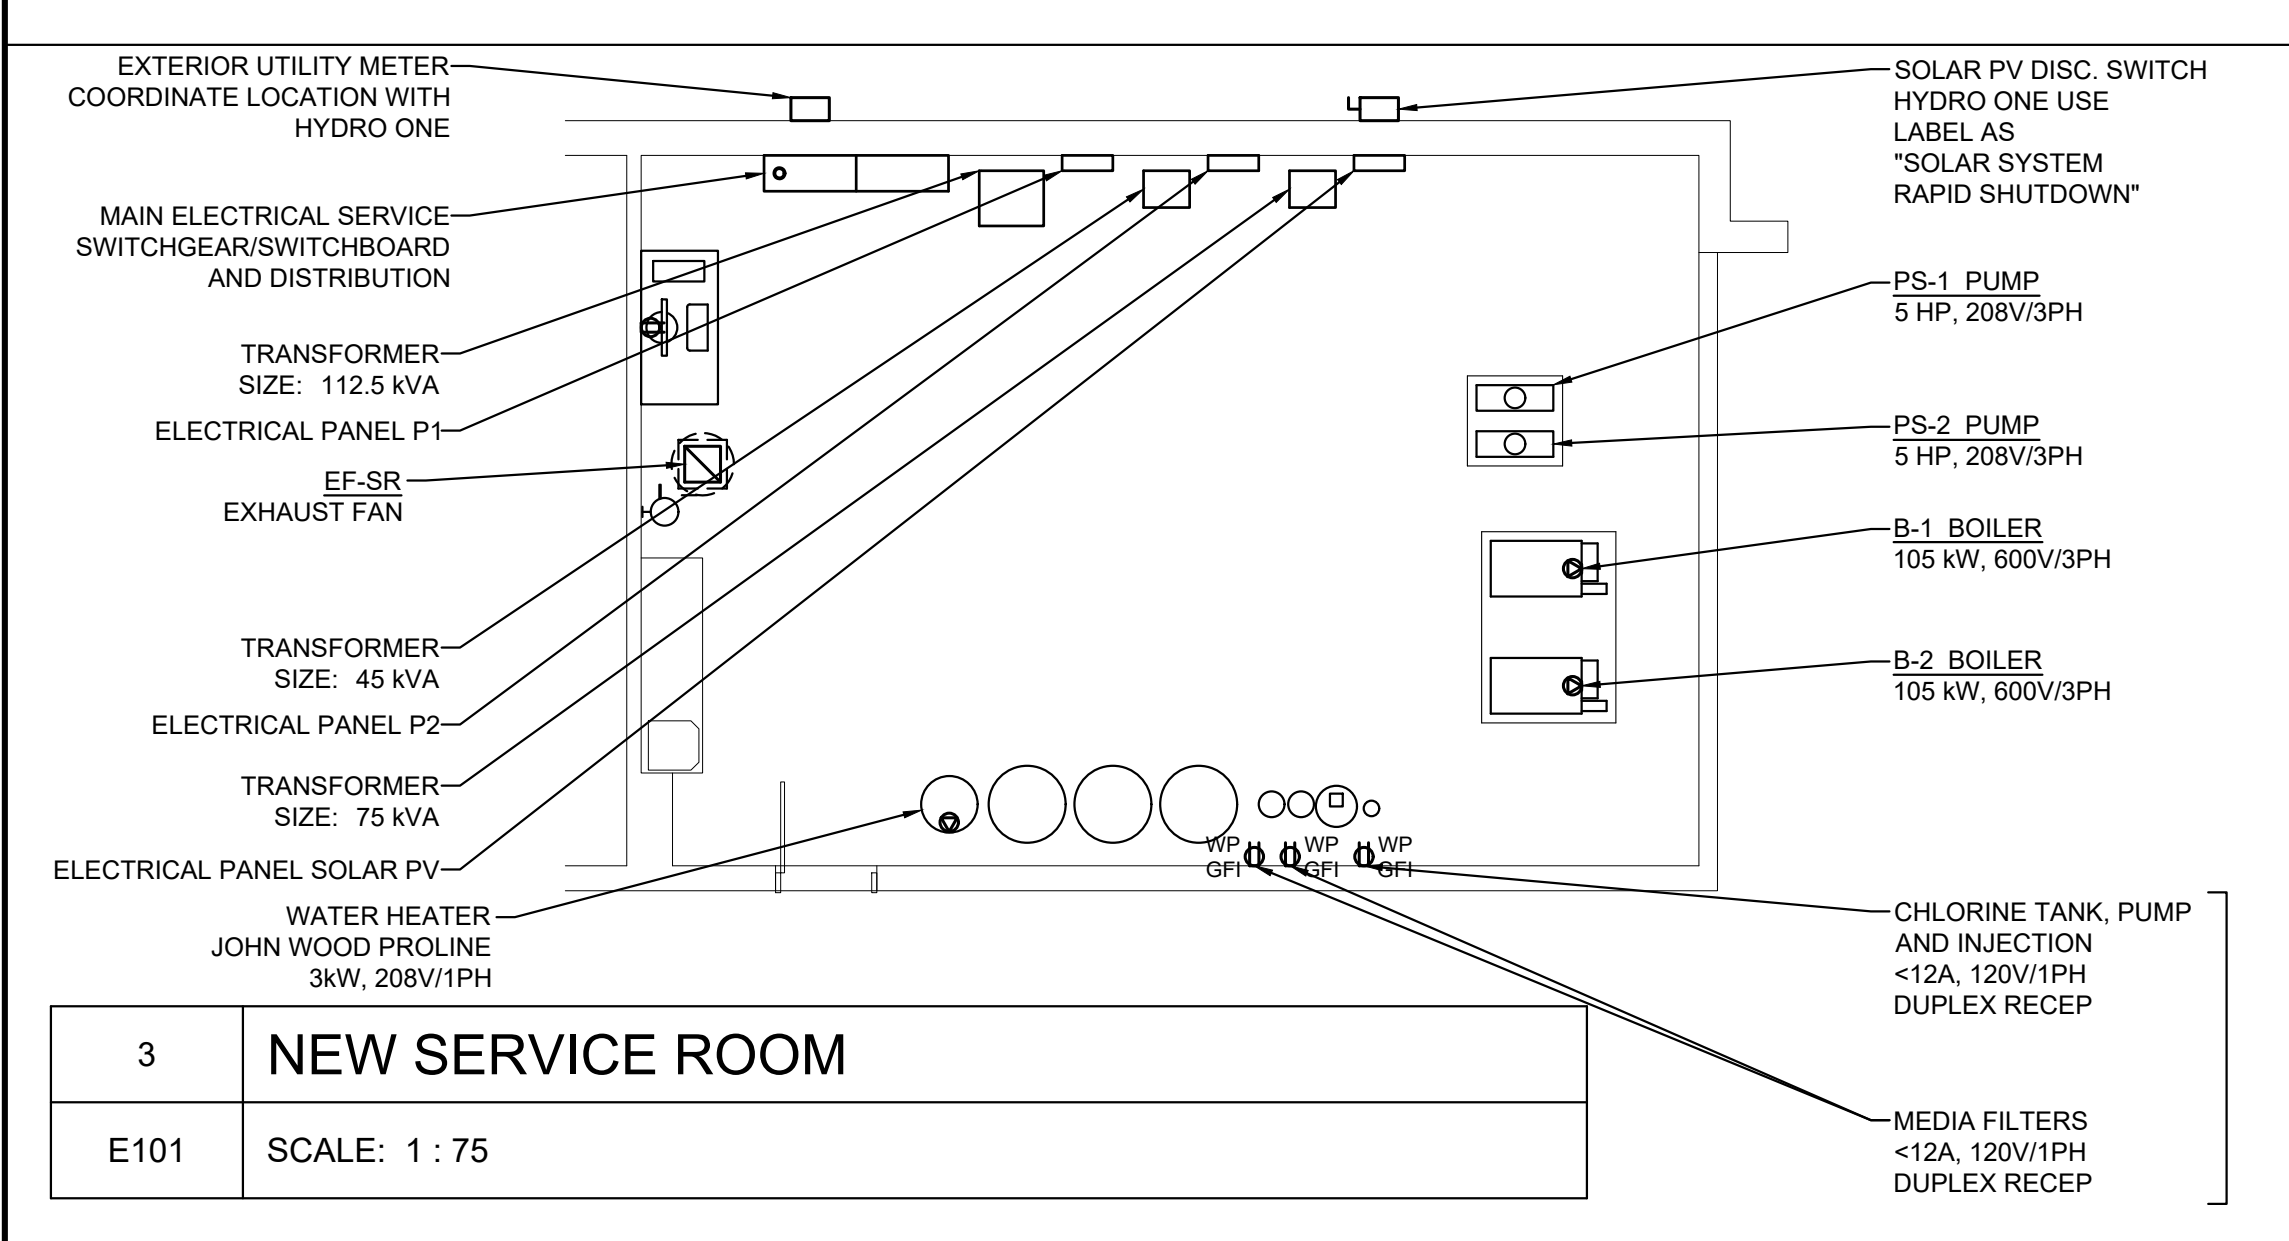 EXTERIOR UTILITY METER
COORDINATE LOCATION WITH
HYDRO ONE
MAIN ELECTRICAL SERVICE
SWITCHGEAR/SWITCHBOARD
AND DISTRIBUTION
TRANSFORMER
SIZE: 112.5 kVA
ELECTRICAL PANEL P1
EF-SR
EXHAUST FAN
TRANSFORMER
SIZE: 45 kVA
ELECTRICAL PANEL P2
TRANSFORMER
SIZE: 75 kVA
ELECTRICAL PANEL SOLAR PV
WATER HEATER
JOHN WOOD PROLINE
3kW, 208V/1PH
WP
GFI
WP
GFI
WP
GFI
SOLAR PV DISC. SWITCH
HYDRO ONE USE
LABEL AS
"SOLAR SYSTEM
RAPID SHUTDOWN"
PS-1 PUMP
5 HP, 208V/3PH
PS-2 PUMP
5 HP, 208V/3PH
B-1 BOILER
105 kW, 600V/3PH
B-2 BOILER
105 kW, 600V/3PH
CHLORINE TANK, PUMP
AND INJECTION
<12A, 120V/1PH
DUPLEX RECEP
MEDIA FILTERS
<12A, 120V/1PH
DUPLEX RECEP
3
NEW SERVICE ROOM
E101
SCALE: 1 : 75